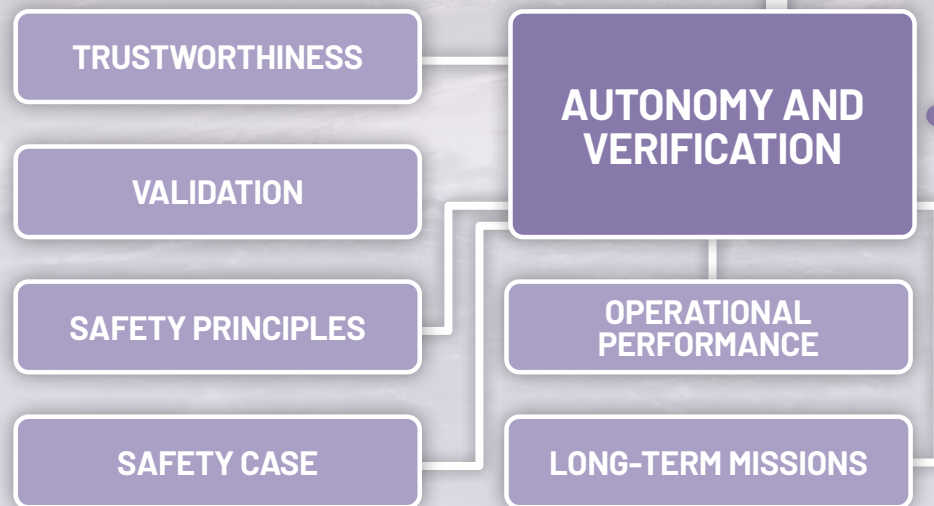 TRUSTWORTHINESS
AUTONOMY AND
VERIFICATION
VALIDATION
SAFETY PRINCIPLES
OPERATIONAL
PERFORMANCE
SAFETY CASE
LONG-TERM MISSIONS